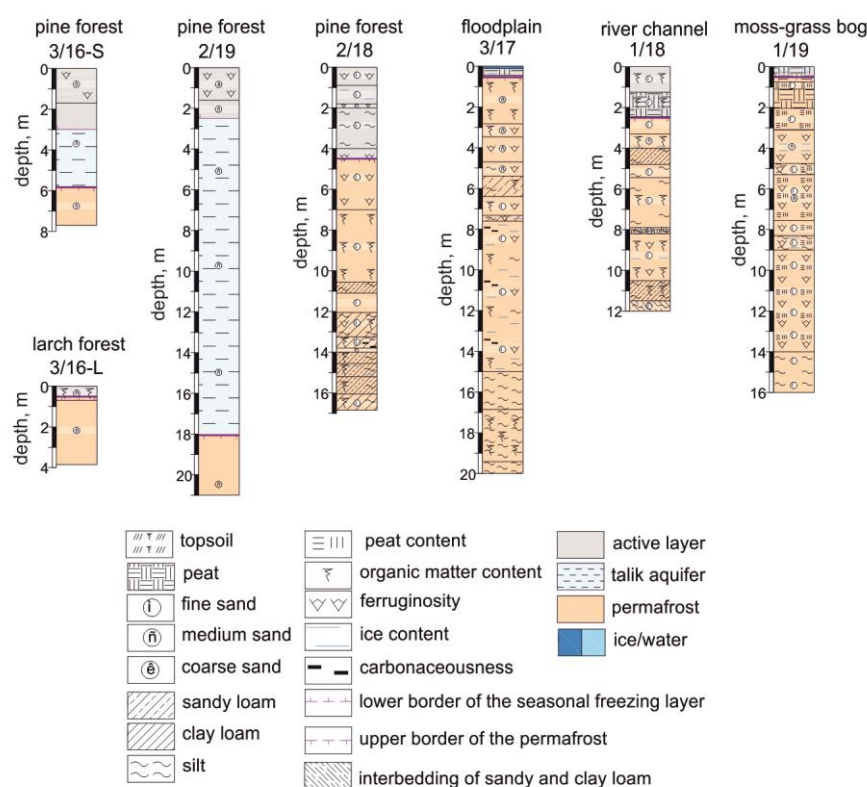 pine forest
3/16-S
pine forest
2/19
pine forest
2/18
floodplain
3/17
river channel
1/18
moss-grass bog
1/19
depth, m
0
2
4
6
8
depth, m
0
2
4
6
8
10
12
14
16
18
20
depth, m
0
2
4
6
8
10
12
14
16
depth, m
0
2
4
6
8
10
12
14
16
18
20
depth, m
0
2
4
6
8
10
12
depth, m
0
2
4
6
8
10
12
14
16
larch forest
3/16-L
depth, m
0
2
4
topsoil
peat
i fine sand
ñ medium sand
ê coarse sand
sandy loam
clay loam
silt
peat content
organic matter content
ferruginosity
ice content
carbonaceousness
lower border of the seasonal freezing layer
upper border of the permafrost
interbedding of sandy and clay loam
active layer
talik aquifer
permafrost
ice/water